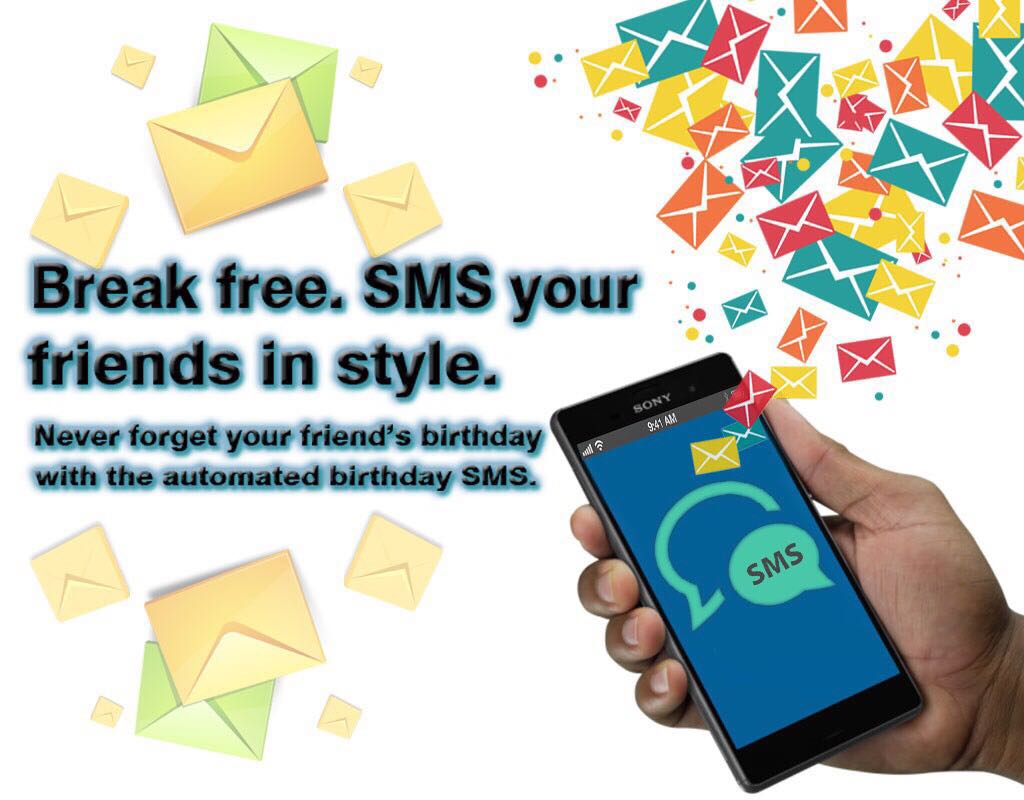 Break free. SMS your
friends in style.
Never forget your friend's birthday
with the automated birthday SMS.
SONY
9:41 AM
SMS